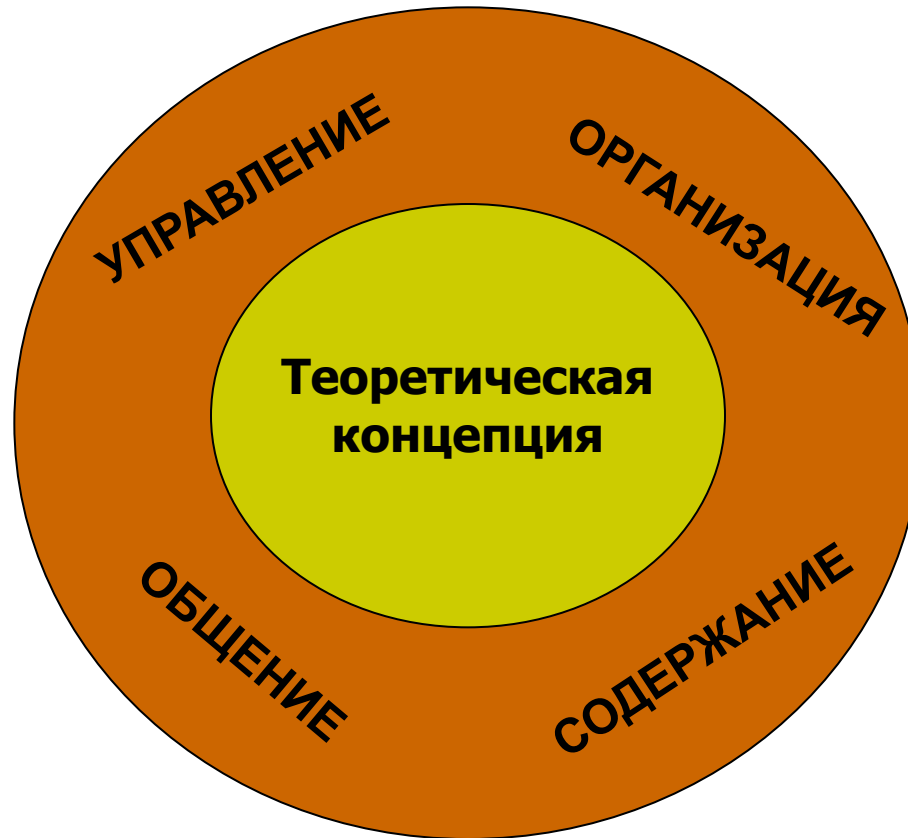 УПРАВЛЕНИЕ
ОРГАНИЗАЦИЯ
Теоретическая
концепция
ОБЩЕНИЕ
СОДЕРЖАНИЕ